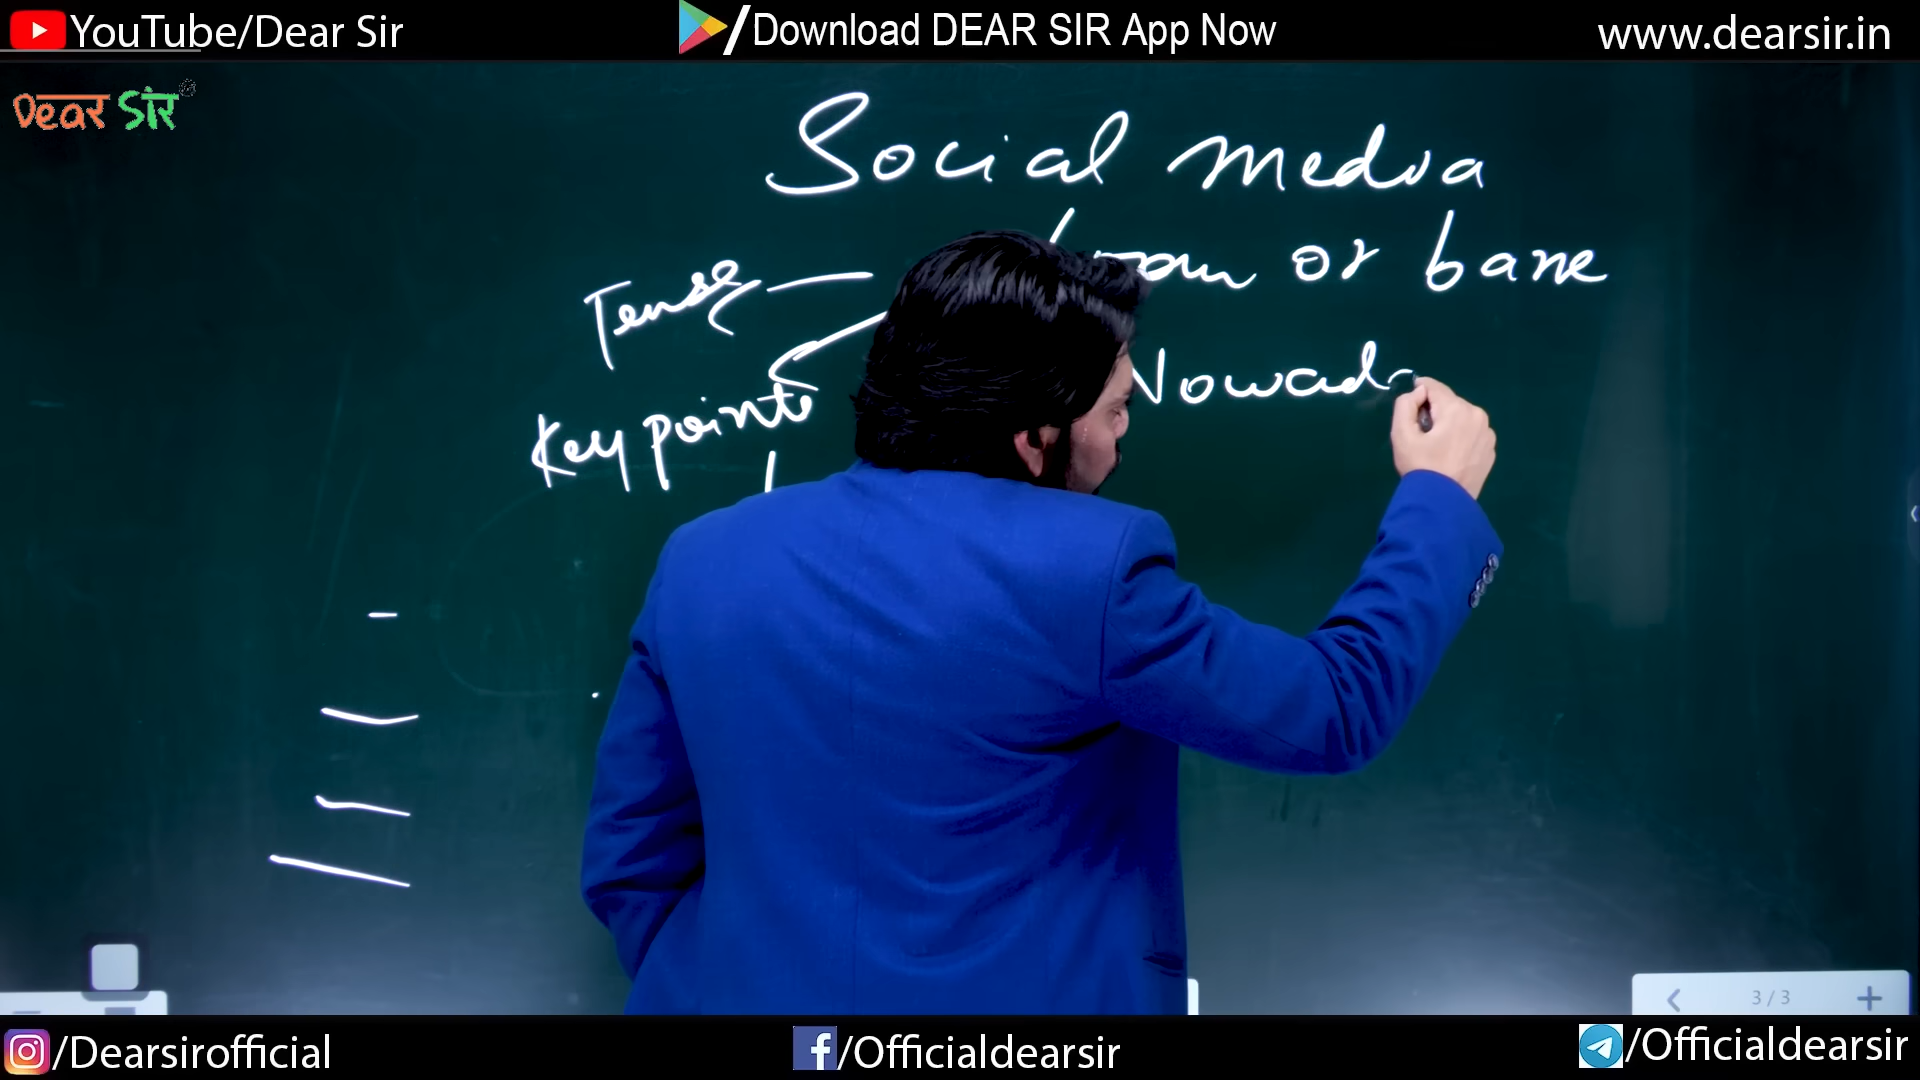 YouTube/Dear Sir
/Download DEAR SIR App Now
www.dearsir.in
Dear Sir
Social media
or bane
Tense
Nowad
Key points
3/3
/Dearsirofficial
/Officialdearsir
/Officialdearsir